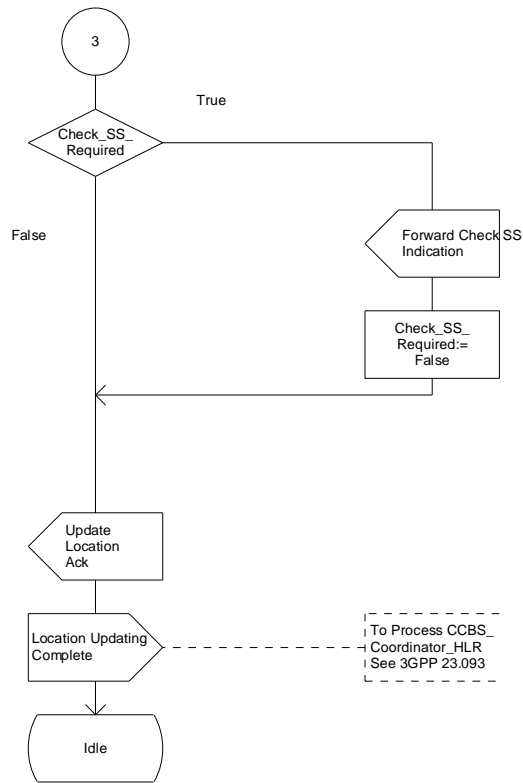 3
True
Check_SS_
Required
False
Forward Check SS
Indication
Check_SS_
Required:=
False
Update
Location
Ack
Location Updating
Complete
To Process CCBS_
Coordinator_HLR
See 3GPP 23.093
Idle